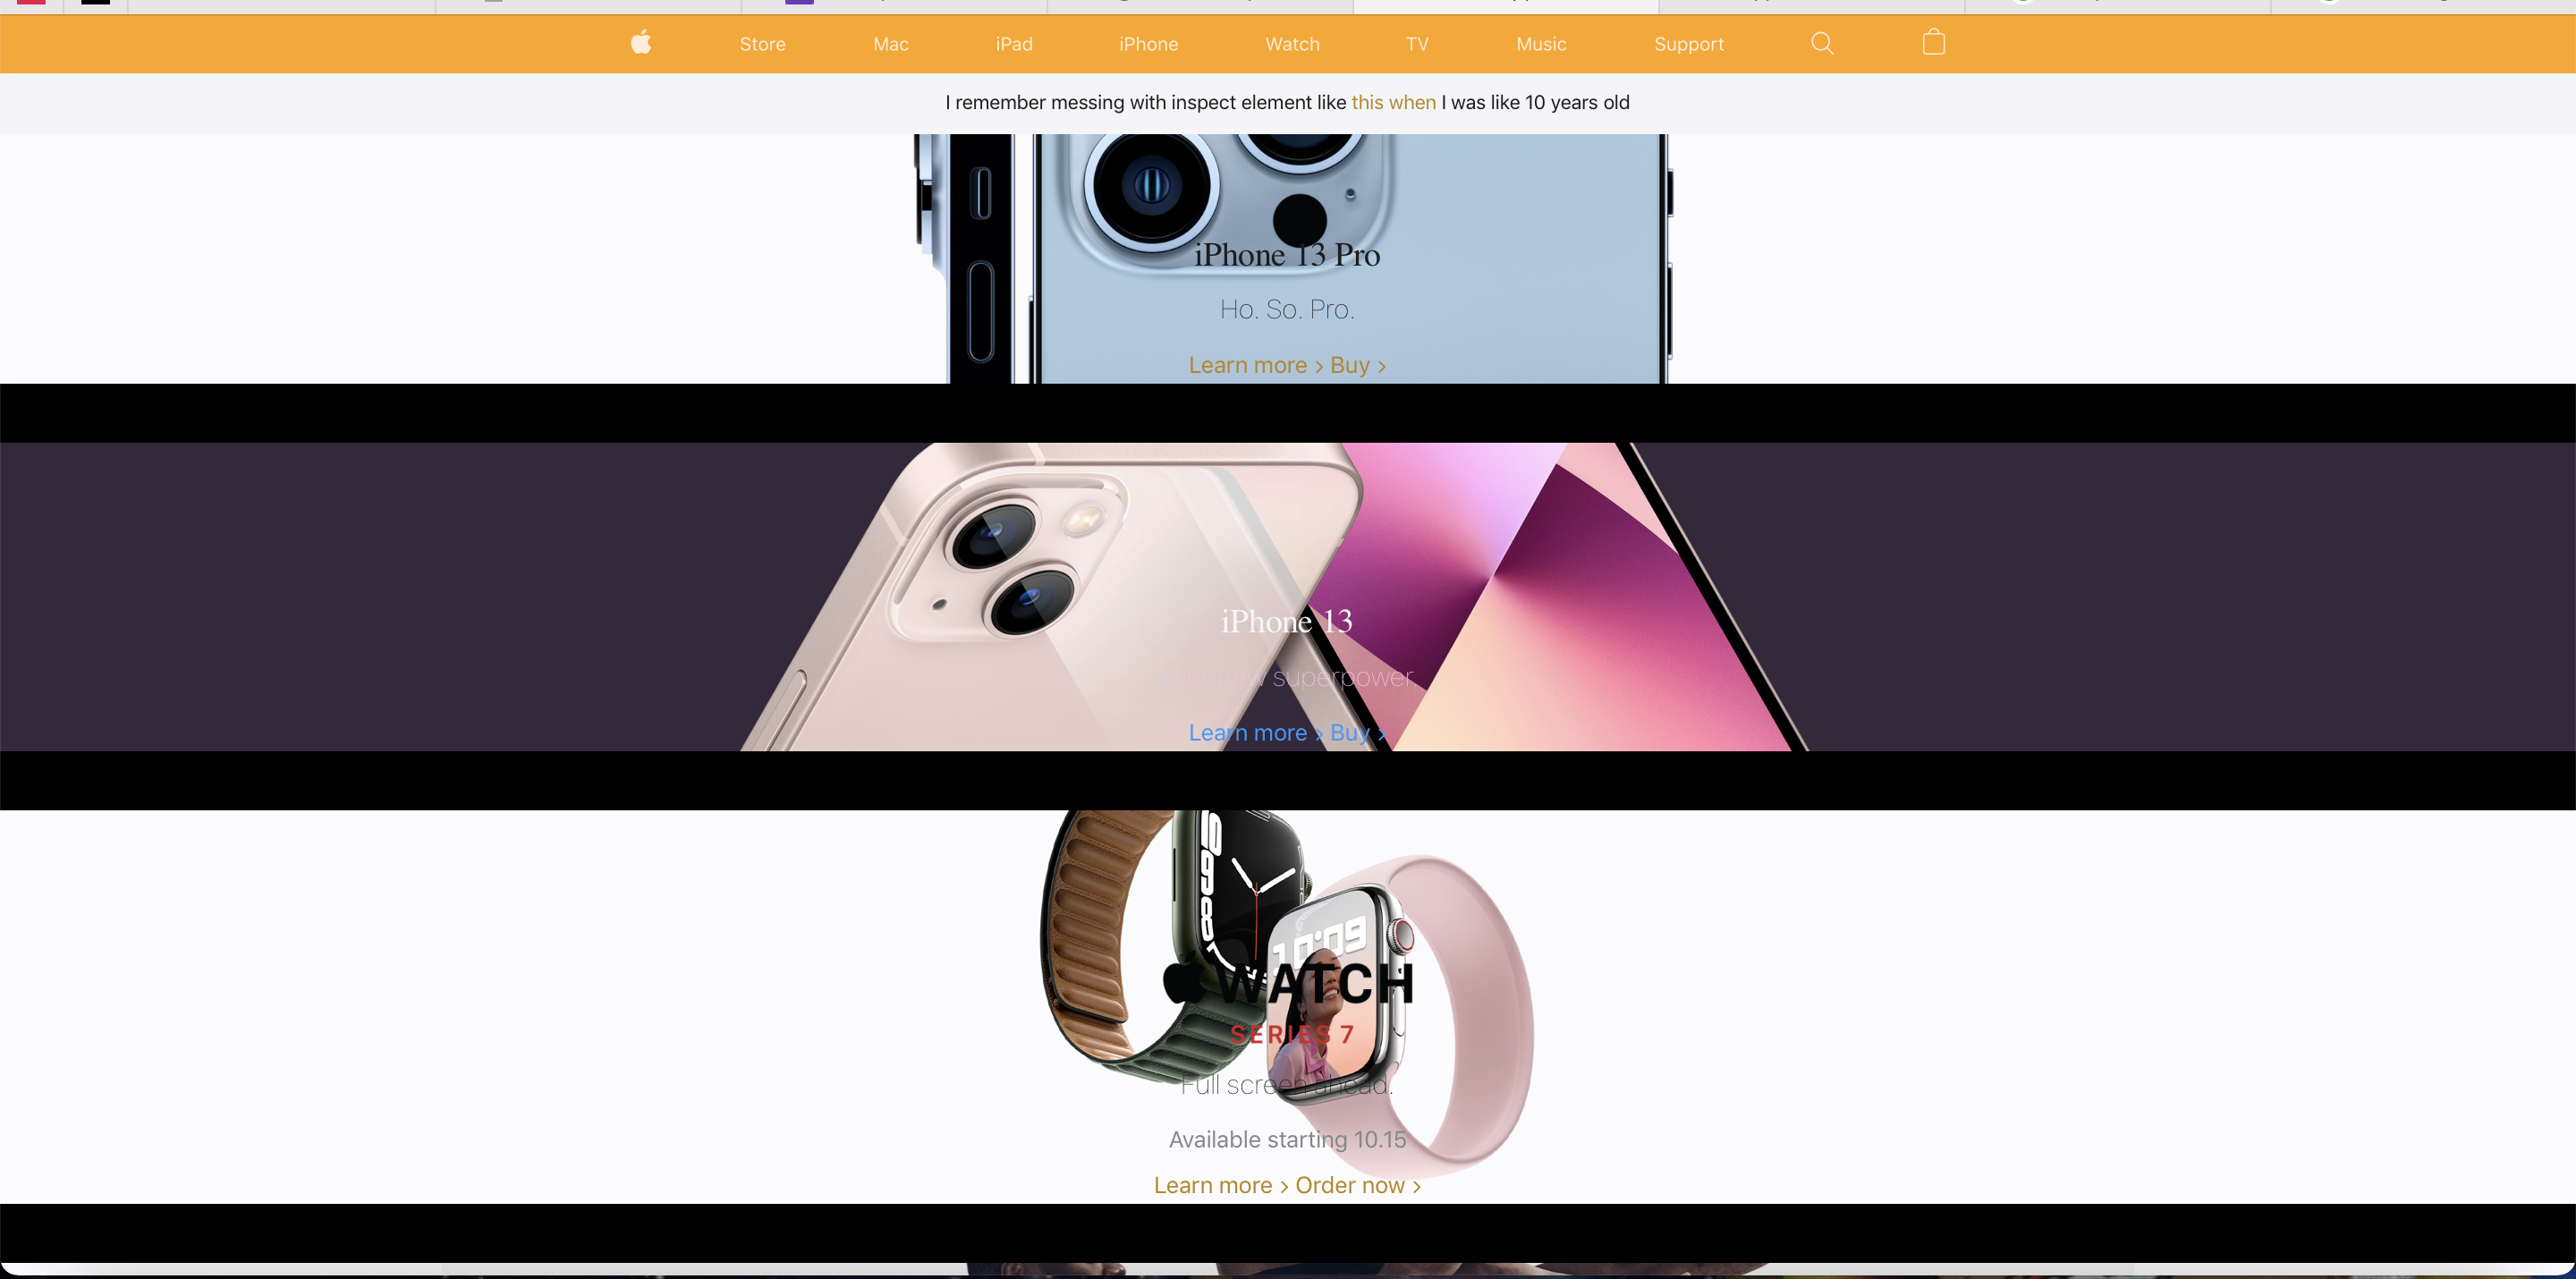 Store Mac iPad iPhone Watch TV Music Support
I remember messing with inspect element like this when I was like 10 years old
iPhone 13 Pro
Ho. So. Pro.
Learn more › Buy ›
iPhone 13
new superpower.
Learn more › Buy ›
10:09
WATCH
SERIES 7
Full screen ahead.
Available starting 10.15
Learn more › Order now ›